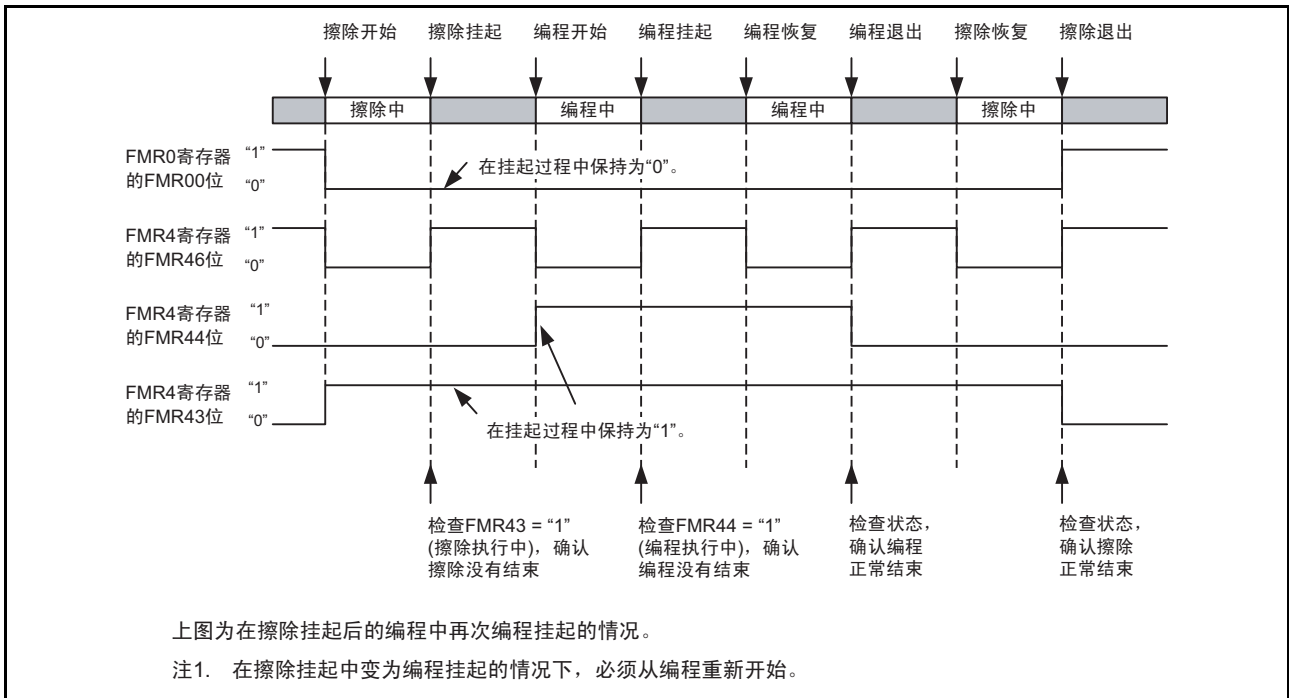 擦除开始 擦除挂起 编程开始 编程挂起 编程恢复 编程退出 擦除恢复 擦除退出
擦除中 编程中 编程中 擦除中
FMR0寄存器 “1”
的FMR00位 “0”
在挂起过程中保持为“0”。
FMR4寄存器 “1”
的FMR46位 “0”
FMR4寄存器 “1”
的FMR44位 “0”
FMR4寄存器 “1”
的FMR43位 “0”
在挂起过程中保持为“1”。
检查FMR43 = “1”
(擦除执行中)，确认
擦除没有结束
检查FMR44 = “1”
(编程执行中)，确认
编程没有结束
检查状态，
确认编程
正常结束
检查状态，
确认擦除
正常结束
上图为在擦除挂起后的编程中再次编程挂起的情况。
注1. 在擦除挂起中变为编程挂起的情况下，必须从编程重新开始。